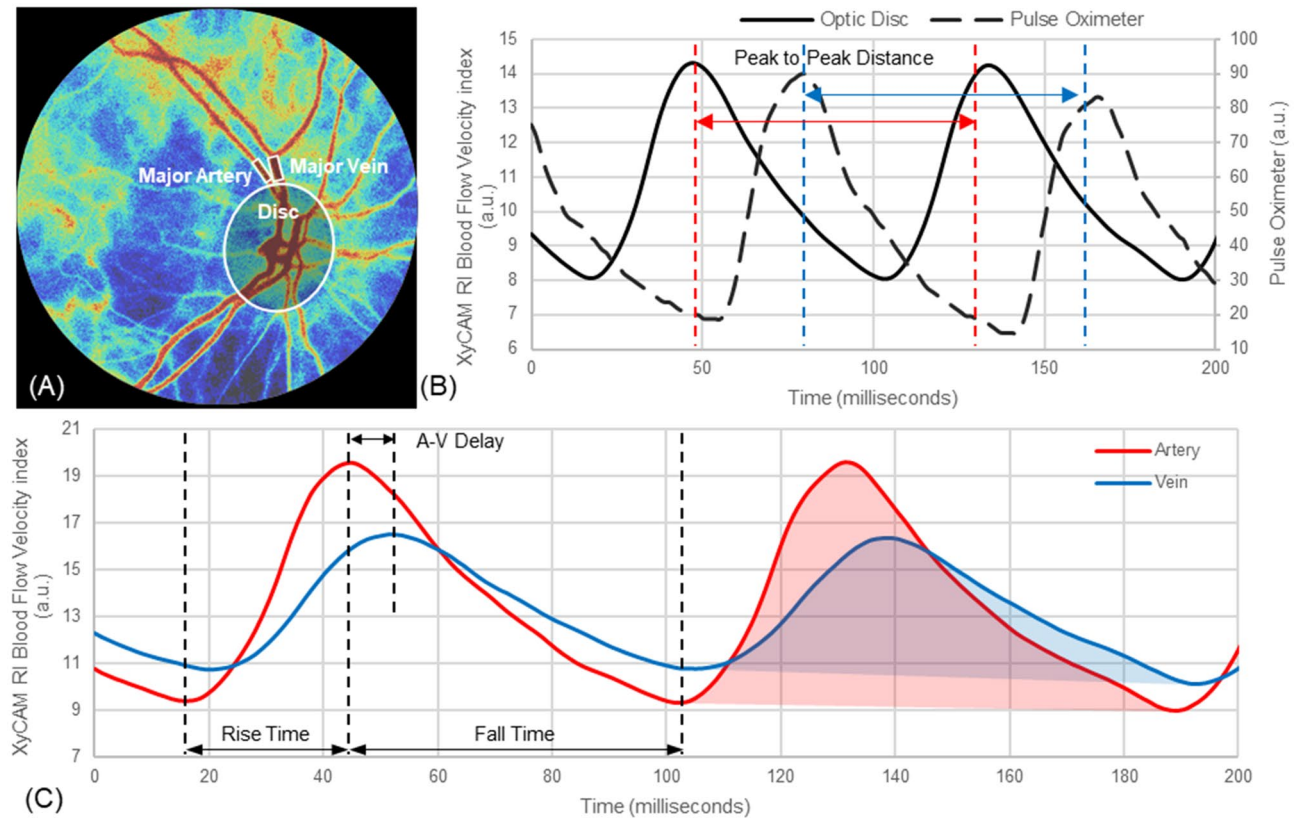 Major Artery
Major Vein
Disc
(A)
Optic Disc
Pulse Oximeter
Peak to Peak Distance
XyCAM RI Blood Flow Velocity index
(a.u.)
15
14
13
12
11
10
9
8
7
6
100
90
80
70
60
50
40
30
20
10
Pulse Oximeter (a.u.)
0
50
100
150
200
Time (milliseconds)
(B)
A-V Delay
Artery
Vein
XyCAM RI Blood Flow Velocity index
(a.u.)
21
19
17
15
13
11
9
7
Rise Time
Fall Time
0
20
40
60
80
100
120
140
160
180
200
Time (milliseconds)
(C)